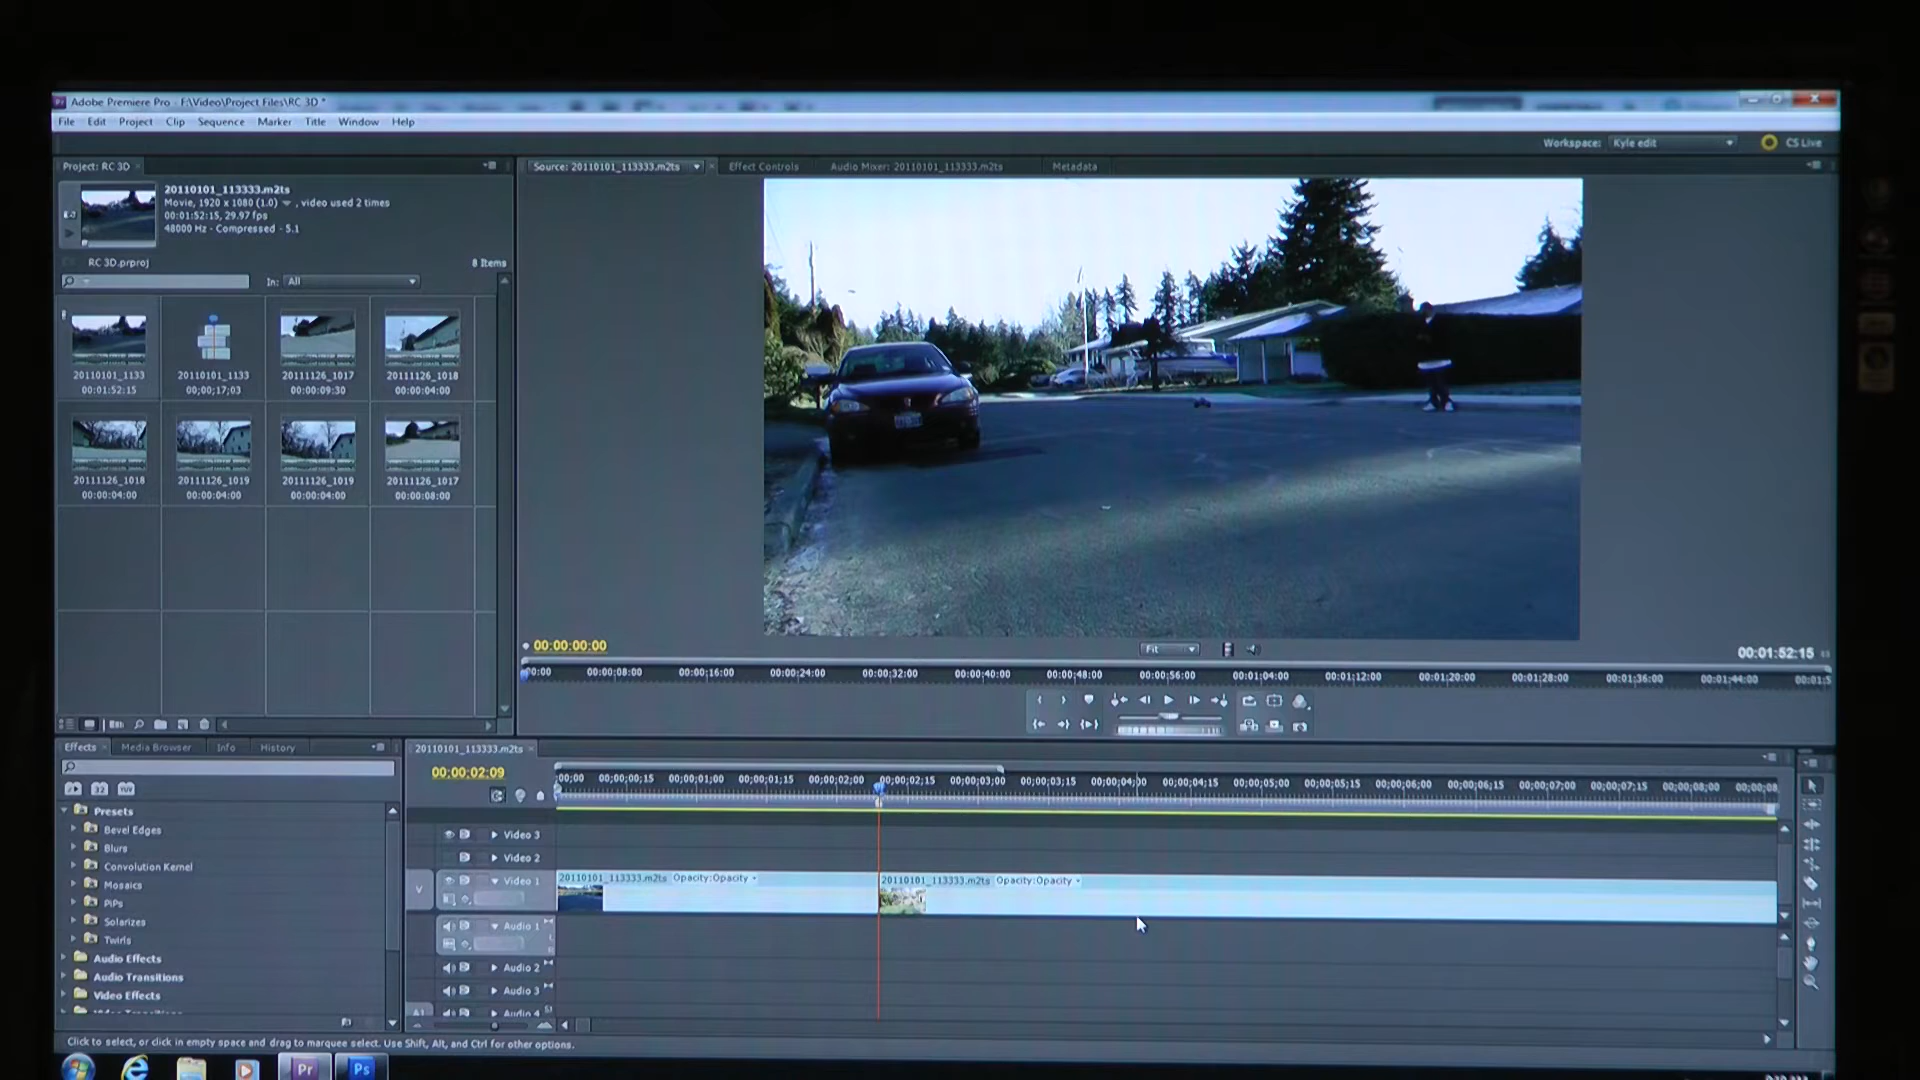 Adobe Premiere Pro - F:\Video\Project Files\RC 3D *
File Edit Project Clip Sequence Marker Title Window Help
Workspace: Kyle edit CS Live
Project: RC 3D
20110101_113333.m2ts
Movie, 1920 x 1080 (1.0) , video used 2 times
00:01:52:15, 29.97 fps
48000 Hz - Compressed - 5.1
RC 3D.prproj 8 Items
In: All
20110101_1133 20110101_1133 20111126_1017 20111126_1018
00:01:52:15 00;00;17;03 00:00:09:30 00:00:04:00
20111126_1018 20111126_1019 20111126_1019 20111126_1017
00:00:04:00 00:00:04:00 00:00:04:00 00:00:08:00
Source: 20110101_113333.m2ts Effect Controls Audio Mixer: 20110101_113333.m2ts Metadata
00:00:00:00 Fit 00:01:52:15
00:00;08;00 00:00;16;00 00:00;24;00 00:00;32;00 00:00;40;00 00:00;48;00 00:00;56;00 00:01;04;00 00:01;12;00 00:01;20;00 00:01;28;00 00:01;36;00 00:01;44;00
Effects Media Browser Info History
Presets
Bevel Edges
Blurs
Convolution Kernel
Mosaics
PiPs
Solarizes
Twirls
Audio Effects
Audio Transitions
Video Effects
20110101_113333.m2ts
00;00;02;09
;00;00 00;00;00;15 00;00;01;00 00;00;01;15 00;00;02;00 00;00;02;15 00;00;03;00 00;00;03;15 00;00;04;00 00;00;04;15 00;00;05;00 00;00;05;15 00;00;06;00 00;00;06;15 00;00;07;00 00;00;07;15 00;00;08;00 00;00;08
Video 3
Video 2
V Video 1 20110101_113333.m2ts Opacity:Opacity 20110101_113333.m2ts Opacity:Opacity
Audio 1
Audio 2
Audio 3
A1 Audio 4
Click to select, or click in empty space and drag to marquee select. Use Shift, Alt, and Ctrl for other options.
Pr Ps